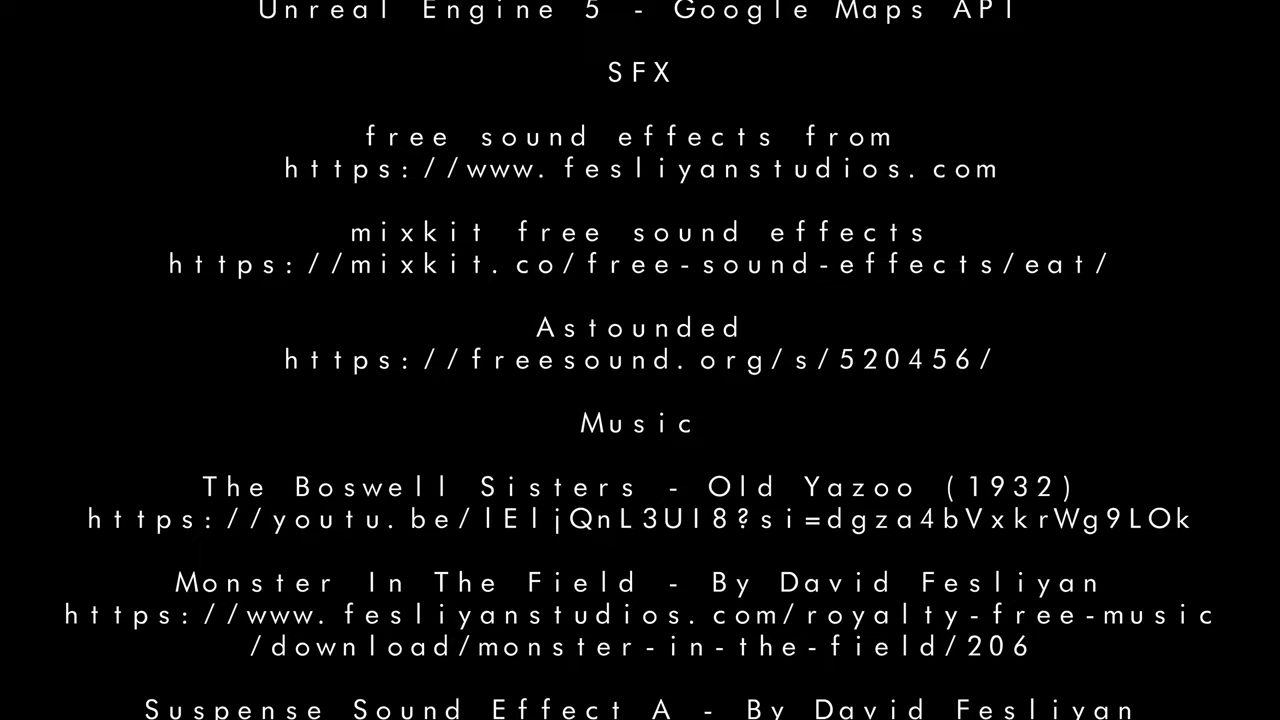 Unreal Engine 5 - Google Maps API
SFX
free sound effects from
https://www.fesliyanstudios.com
mixkit free sound effects
https://mixkit.co/free-sound-effects/eat/
Astounded
https://freesound.org/s/520456/
Music
The Boswell Sisters - Old Yazoo (1932)
https://youtu.be/lEljQnL3UI8?si=dgza4bVxkrWg9LOk
Monster In The Field - By David Fesliyan
https://www.fesliyanstudios.com/royalty-free-music
/download/monster-in-the-field/206
Suspense Sound Effect A - By David Fesliyan